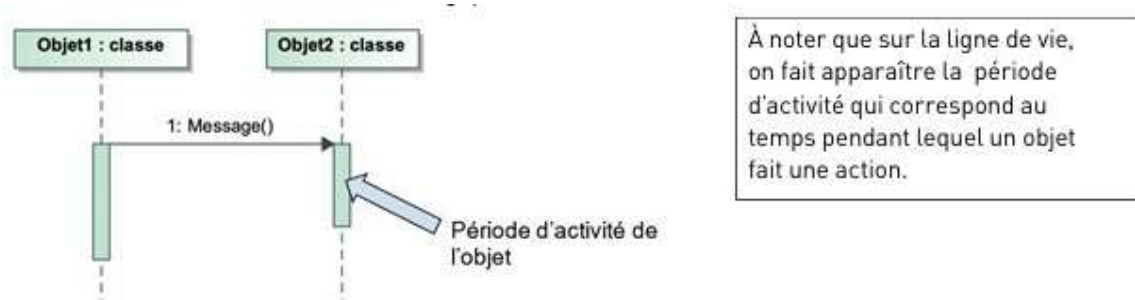 Objet1 : classe
Objet2 : classe
1: Message()
Période d'activité de
l'objet
À noter que sur la ligne de vie,
on fait apparaître la période
d'activité qui correspond au
temps pendant lequel un objet
fait une action.